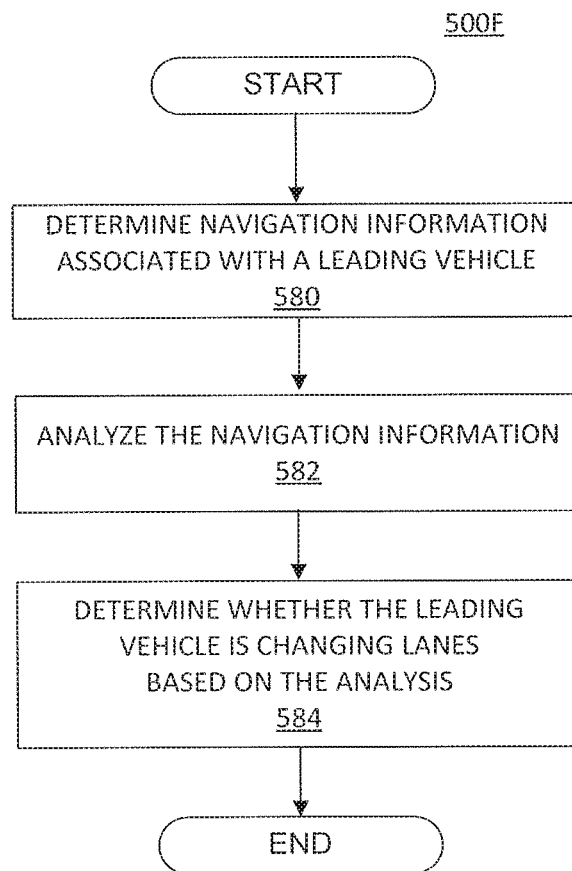 500F
START
DETERMINE NAVIGATION INFORMATION
ASSOCIATED WITH A LEADING VEHICLE
580
ANALYZE THE NAVIGATION INFORMATION
582
DETERMINE WHETHER THE LEADING
VEHICLE IS CHANGING LANES
BASED ON THE ANALYSIS
584
END